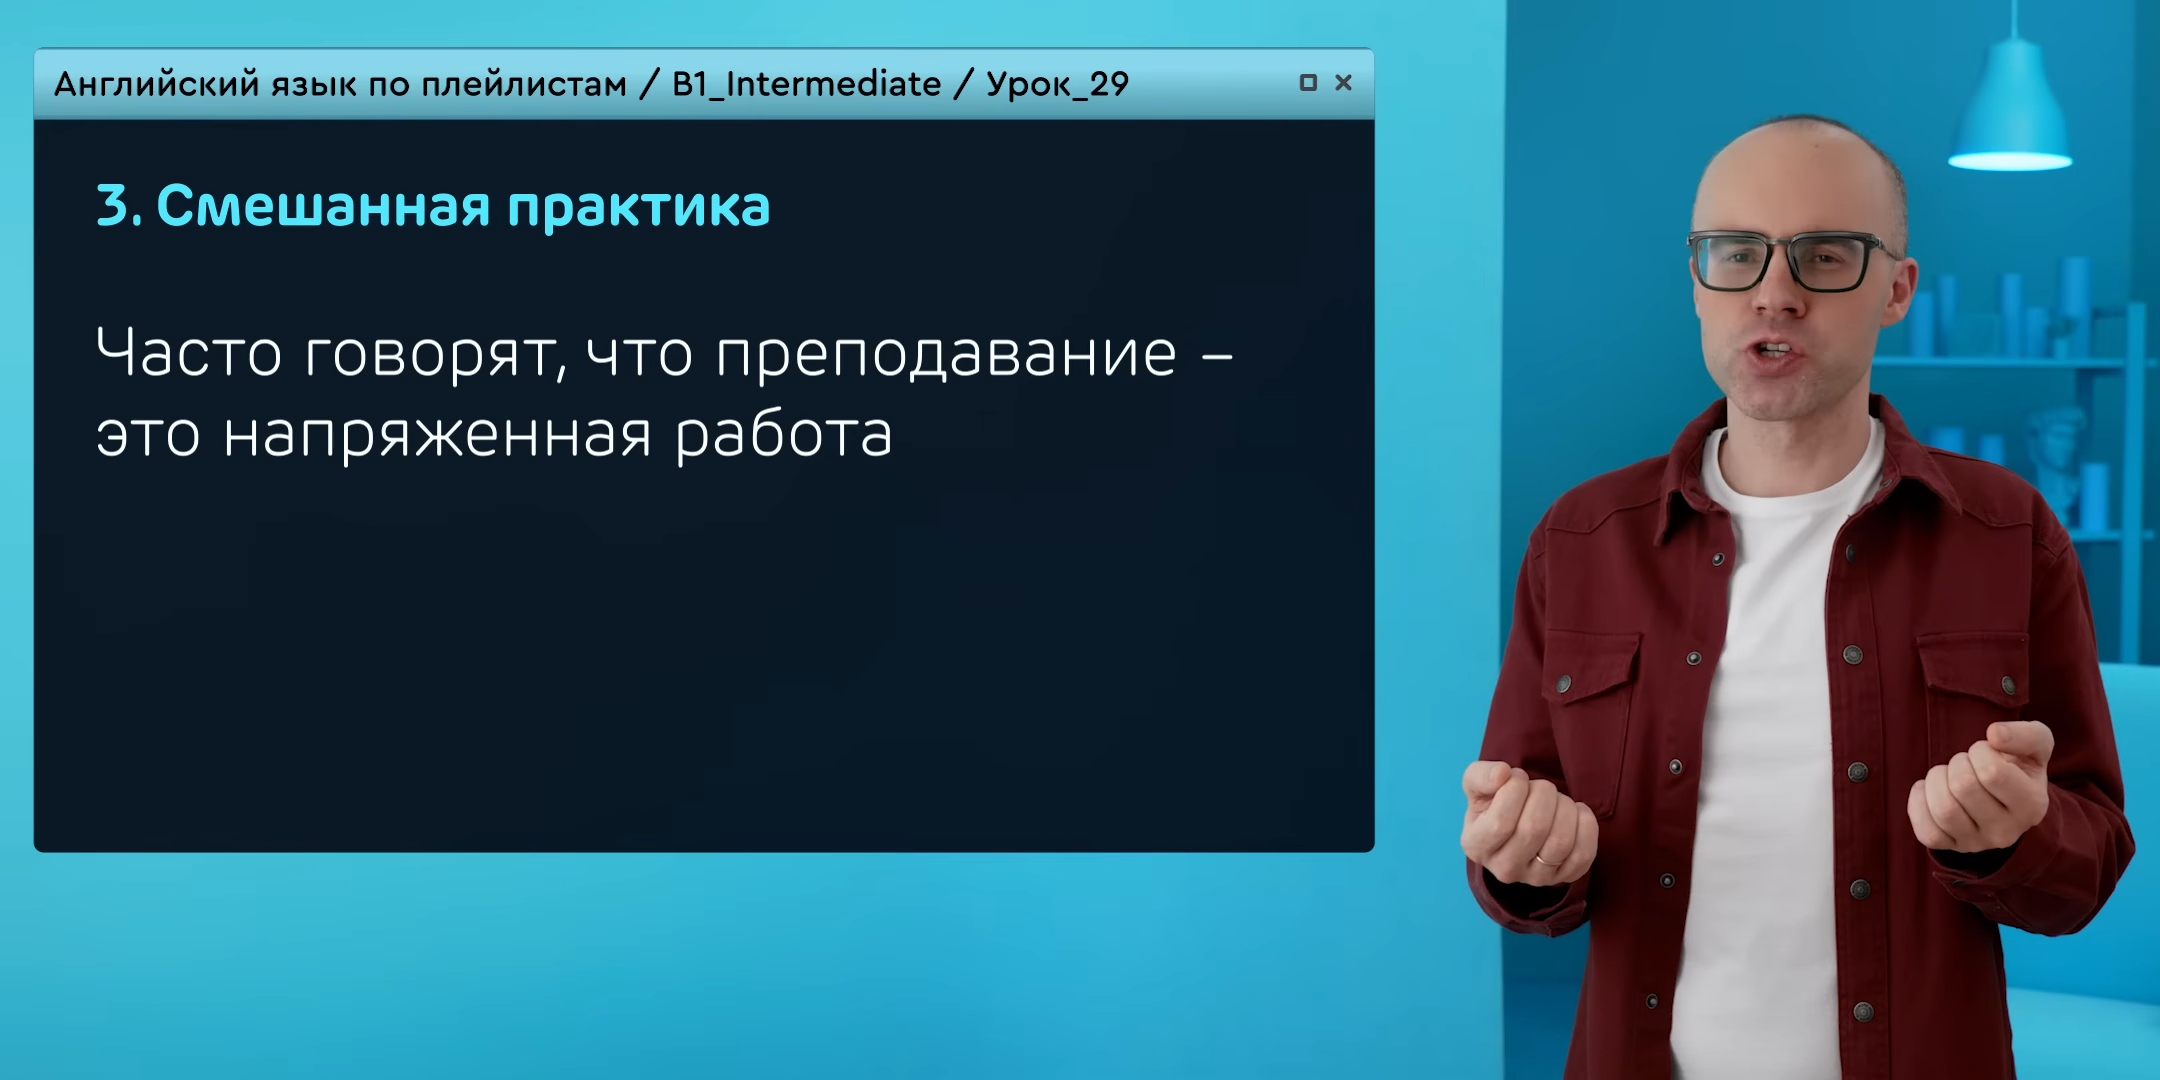 Английский язык по плейлистам / B1_Intermediate / Урок_29
3. Смешанная практика
Часто говорят, что преподавание –
это напряженная работа